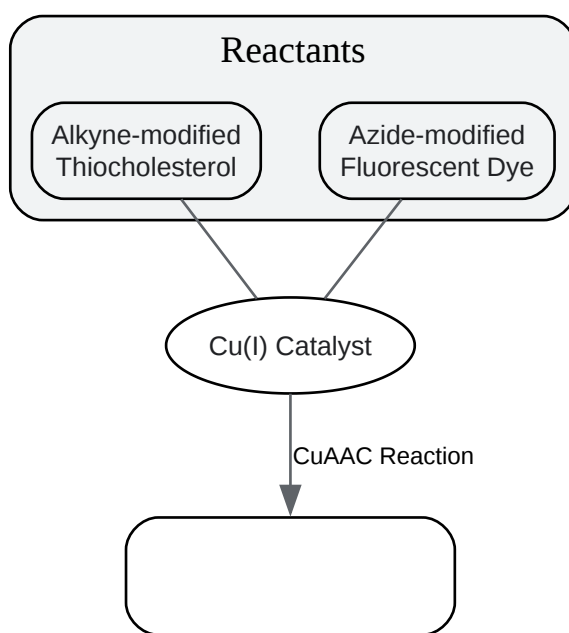 Reactants
Alkyne-modified
Thiocholesterol
Azide-modified
Fluorescent Dye
Cu(I) Catalyst
CuAAC Reaction